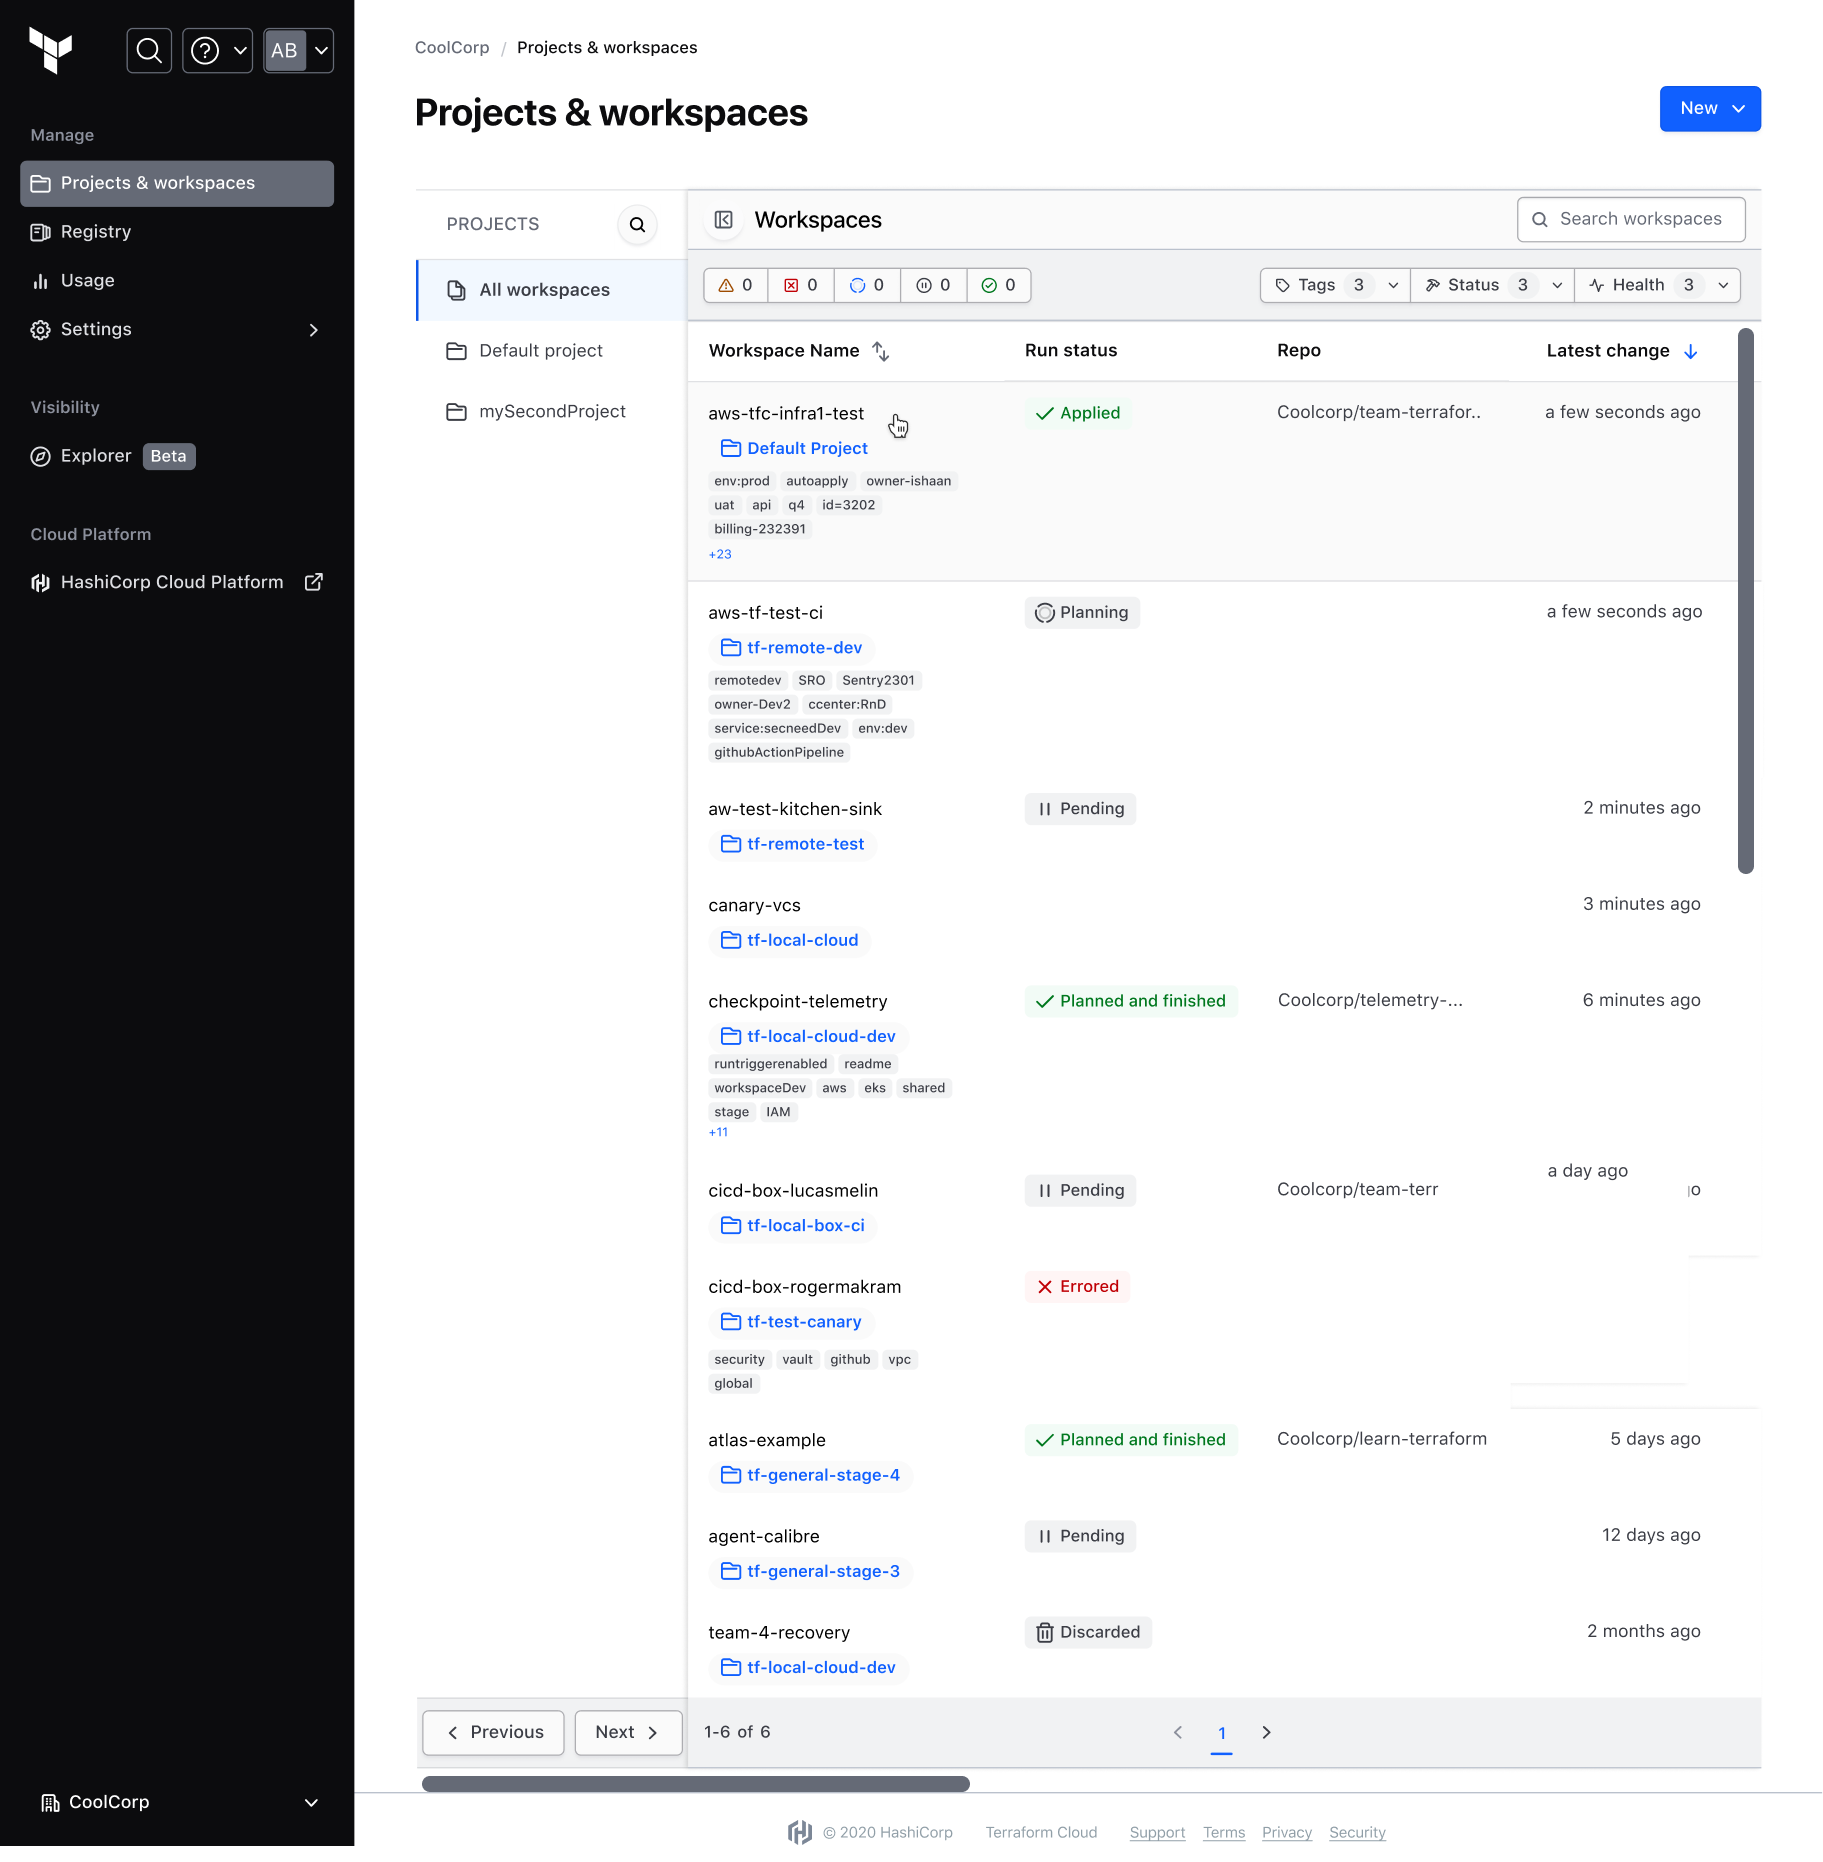 AB
Manage
Projects & workspaces
Registry
Usage
Settings
Visibility
Explorer Beta
Cloud Platform
HashiCorp Cloud Platform
CoolCorp
CoolCorp / Projects & workspaces
Projects & workspaces
New
PROJECTS
All workspaces
Default project
mySecondProject
Previous
Next
Workspaces
Search workspaces
0 0 0 0 0
Tags 3 Status 3 Health 3
Workspace Name Run status Repo Latest change
aws-tfc-infra1-test Applied Coolcorp/team-terrafor.. a few seconds ago
Default Project
env:prod autoapply owner-ishaan
uat api q4 id=3202
billing-232391
+23
aws-tf-test-ci Planning a few seconds ago
tf-remote-dev
remotedev SRO Sentry2301
owner-Dev2 ccenter:RnD
service:secneedDev env:dev
githubActionPipeline
aw-test-kitchen-sink Pending 2 minutes ago
tf-remote-test
canary-vcs 3 minutes ago
tf-local-cloud
checkpoint-telemetry Planned and finished Coolcorp/telemetry-... 6 minutes ago
tf-local-cloud-dev
runtriggerenabled readme
workspaceDev aws eks shared
stage IAM
+11
a day ago
cicd-box-lucasmelin Pending Coolcorp/team-terr
tf-local-box-ci
cicd-box-rogermakram Errored
tf-test-canary
security vault github vpc
global
atlas-example Planned and finished Coolcorp/learn-terraform 5 days ago
tf-general-stage-4
agent-calibre Pending 12 days ago
tf-general-stage-3
team-4-recovery Discarded 2 months ago
tf-local-cloud-dev
1-6 of 6
1
© 2020 HashiCorp Terraform Cloud Support Terms Privacy Security